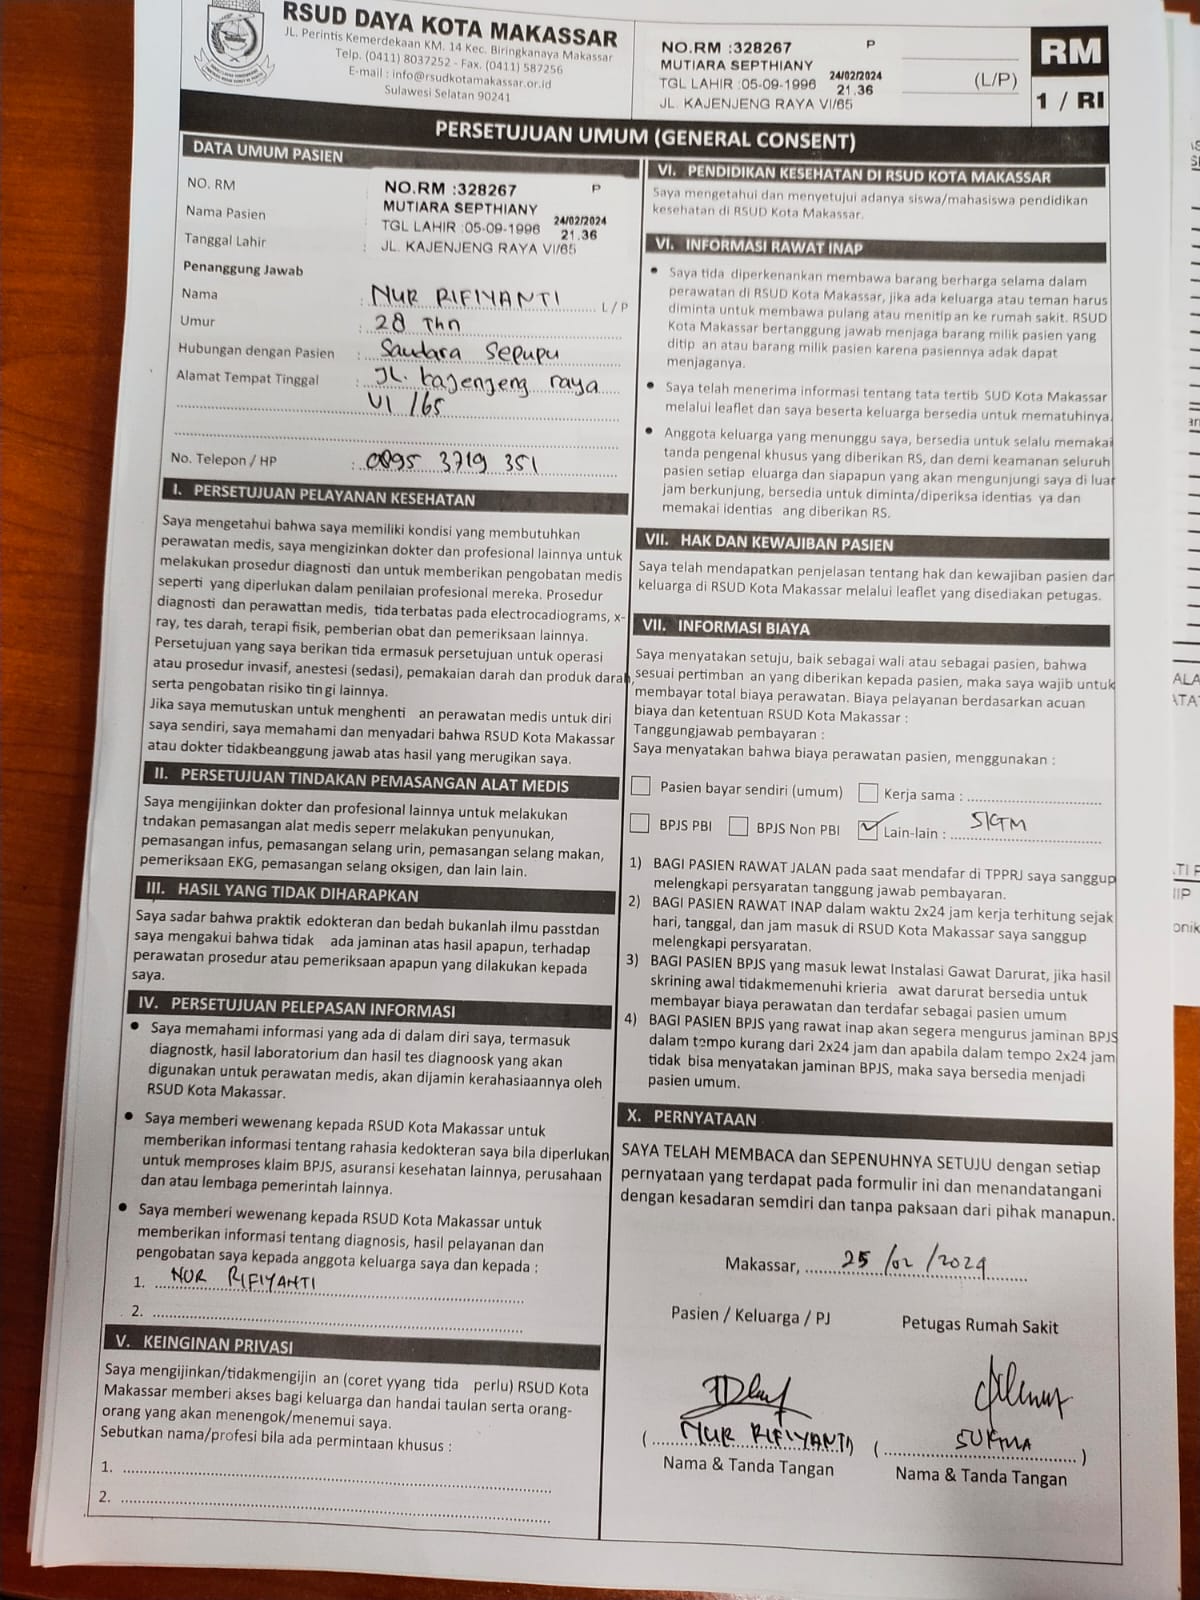 RSUD DAYA KOTA MAKASSAR
JL. Perintis Kemerdekaan KM. 14 Kec. Biringkanaya Makassar
Telp. (0411) 8037252 - Fax. (0411) 587256
E-mail : info@rsudkotamakassar.or.id
Sulawesi Selatan 90241
NO.RM :328267 P
MUTIARA SEPTHIANY
TGL LAHIR :05-09-1996 24/02/2024 21.36
JL. KAJENJENG RAYA VI/65
(L/P)
RM
1 / RI
PERSETUJUAN UMUM (GENERAL CONSENT)
DATA UMUM PASIEN
NO. RM
Nama Pasien
Tanggal Lahir :
NO.RM :328267 P
MUTIARA SEPTHIANY
TGL LAHIR :05-09-1996 24/02/2024 21.36
JL. KAJENJENG RAYA VI/65
Penanggung Jawab
Nama : NUR RIFIYANTI L / P
Umur : 28 Thn
Hubungan dengan Pasien : Saudara Sepupu
Alamat Tempat Tinggal : JL. kajenjeng raya
VI /65
No. Telepon / HP : 0895 3719 351
I. PERSETUJUAN PELAYANAN KESEHATAN
Saya mengetahui bahwa saya memiliki kondisi yang membutuhkan
perawatan medis, saya mengizinkan dokter dan profesional lainnya untuk
melakukan prosedur diagnosti dan untuk memberikan pengobatan medis
seperti yang diperlukan dalam penilaian profesional mereka. Prosedur
diagnosti dan perawattan medis, tida terbatas pada electrocadiograms, x-
ray, tes darah, terapi fisik, pemberian obat dan pemeriksaan lainnya.
Persetujuan yang saya berikan tida ermasuk persetujuan untuk operasi
atau prosedur invasif, anestesi (sedasi), pemakaian darah dan produk darah,
serta pengobatan risiko tingi lainnya.
Jika saya memutuskan untuk menghenti an perawatan medis untuk diri
saya sendiri, saya memahami dan menyadari bahwa RSUD Kota Makassar
atau dokter tidakbeanggung jawab atas hasil yang merugikan saya.
II. PERSETUJUAN TINDAKAN PEMASANGAN ALAT MEDIS
Saya mengijinkan dokter dan profesional lainnya untuk melakukan
tndakan pemasangan alat medis seperr melakukan penyunukan,
pemasangan infus, pemasangan selang urin, pemasangan selang makan,
pemeriksaan EKG, pemasangan selang oksigen, dan lain lain.
III. HASIL YANG TIDAK DIHARAPKAN
Saya sadar bahwa praktik edokteran dan bedah bukanlah ilmu passtdan
saya mengakui bahwa tidak ada jaminan atas hasil apapun, terhadap
perawatan prosedur atau pemeriksaan apapun yang dilakukan kepada
saya.
IV. PERSETUJUAN PELEPASAN INFORMASI
• Saya memahami informasi yang ada di dalam diri saya, termasuk
diagnostk, hasil laboratorium dan hasil tes diagnoosk yang akan
digunakan untuk perawatan medis, akan dijamin kerahasiaannya oleh
RSUD Kota Makassar.
• Saya memberi wewenang kepada RSUD Kota Makassar untuk
memberikan informasi tentang rahasia kedokteran saya bila diperlukan
untuk memproses klaim BPJS, asuransi kesehatan lainnya, perusahaan
dan atau lembaga pemerintah lainnya.
• Saya memberi wewenang kepada RSUD Kota Makassar untuk
memberikan informasi tentang diagnosis, hasil pelayanan dan
pengobatan saya kepada anggota keluarga saya dan kepada :
1. NUR RIFIYANTI
2.
V. KEINGINAN PRIVASI
Saya mengijinkan/tidakmengijin an (coret yyang tida perlu) RSUD Kota
Makassar memberi akses bagi keluarga dan handai taulan serta orang-
orang yang akan menengok/menemui saya.
Sebutkan nama/profesi bila ada permintaan khusus :
1.
2.
VI. PENDIDIKAN KESEHATAN DI RSUD KOTA MAKASSAR
Saya mengetahui dan menyetujui adanya siswa/mahasiswa pendidikan
kesehatan di RSUD Kota Makassar.
VI. INFORMASI RAWAT INAP
• Saya tida diperkenankan membawa barang berharga selama dalam
perawatan di RSUD Kota Makassar, jika ada keluarga atau teman harus
diminta untuk membawa pulang atau menitip an ke rumah sakit. RSUD
Kota Makassar bertanggung jawab menjaga barang milik pasien yang
ditip an atau barang milik pasien karena pasiennya adak dapat
menjaganya.
• Saya telah menerima informasi tentang tata tertib SUD Kota Makassar
melalui leaflet dan saya beserta keluarga bersedia untuk mematuhinya.
• Anggota keluarga yang menunggu saya, bersedia untuk selalu memakai
tanda pengenal khusus yang diberikan RS, dan demi keamanan seluruh
pasien setiap eluarga dan siapapun yang akan mengunjungi saya di luar
jam berkunjung, bersedia untuk diminta/diperiksa identias ya dan
memakai identias ang diberikan RS.
VII. HAK DAN KEWAJIBAN PASIEN
Saya telah mendapatkan penjelasan tentang hak dan kewajiban pasien dan
keluarga di RSUD Kota Makassar melalui leaflet yang disediakan petugas.
VII. INFORMASI BIAYA
Saya menyatakan setuju, baik sebagai wali atau sebagai pasien, bahwa
sesuai pertimban an yang diberikan kepada pasien, maka saya wajib untuk
membayar total biaya perawatan. Biaya pelayanan berdasarkan acuan
biaya dan ketentuan RSUD Kota Makassar :
Tanggungjawab pembayaran :
Saya menyatakan bahwa biaya perawatan pasien, menggunakan :
Pasien bayar sendiri (umum) Kerja sama :
BPJS PBI BPJS Non PBI Lain-lain : SKTM
1) BAGI PASIEN RAWAT JALAN pada saat mendafar di TPPRJ saya sanggup
melengkapi persyaratan tanggung jawab pembayaran.
2) BAGI PASIEN RAWAT INAP dalam waktu 2x24 jam kerja terhitung sejak
hari, tanggal, dan jam masuk di RSUD Kota Makassar saya sanggup
melengkapi persyaratan.
3) BAGI PASIEN BPJS yang masuk lewat Instalasi Gawat Darurat, jika hasil
skrining awal tidakmemenuhi krieria awat darurat bersedia untuk
membayar biaya perawatan dan terdafar sebagai pasien umum
4) BAGI PASIEN BPJS yang rawat inap akan segera mengurus jaminan BPJS
dalam tempo kurang dari 2x24 jam dan apabila dalam tempo 2x24 jam
tidak bisa menyatakan jaminan BPJS, maka saya bersedia menjadi
pasien umum.
X. PERNYATAAN
SAYA TELAH MEMBACA dan SEPENUHNYA SETUJU dengan setiap
pernyataan yang terdapat pada formulir ini dan menandatangani
dengan kesadaran semdiri dan tanpa paksaan dari pihak manapun.
Makassar, 25 /02 /2024
Pasien / Keluarga / PJ Petugas Rumah Sakit
( NUR RIFIYANTI ) ( SUKMA )
Nama & Tanda Tangan Nama & Tanda Tangan